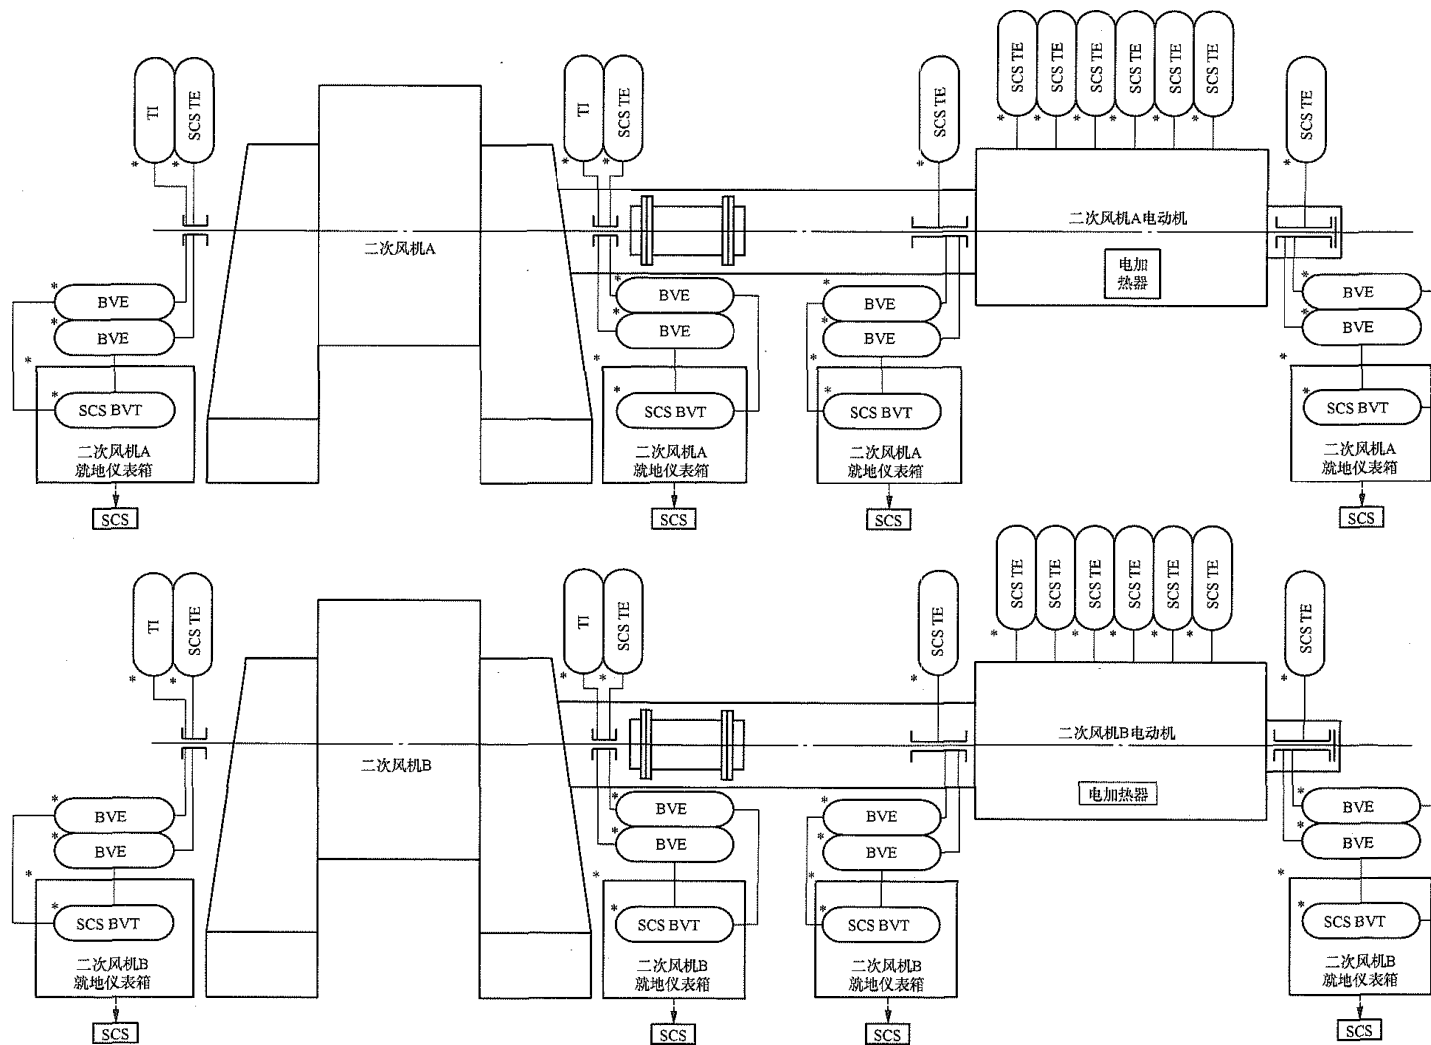 TI
SCS TE
TI
SCS TE
SCS TE
SCS TE
SCS TE
SCS TE
SCS TE
SCS TE
SCS TE
SCS TE
二次风机A
二次风机A电动机
电加
热器
BVE
BVE
BVE
BVE
BVE
BVE
BVE
BVE
SCS BVT
SCS BVT
SCS BVT
SCS BVT
二次风机A
就地仪表箱
二次风机A
就地仪表箱
二次风机A
就地仪表箱
二次风机A
就地仪表箱
SCS
SCS
SCS
SCS
TI
SCS TE
TI
SCS TE
SCS TE
SCS TE
SCS TE
SCS TE
SCS TE
SCS TE
SCS TE
SCS TE
二次风机B
二次风机B电动机
电加热器
BVE
BVE
BVE
BVE
BVE
BVE
BVE
BVE
SCS BVT
SCS BVT
SCS BVT
SCS BVT
二次风机B
就地仪表箱
二次风机B
就地仪表箱
二次风机B
就地仪表箱
二次风机B
就地仪表箱
SCS
SCS
SCS
SCS